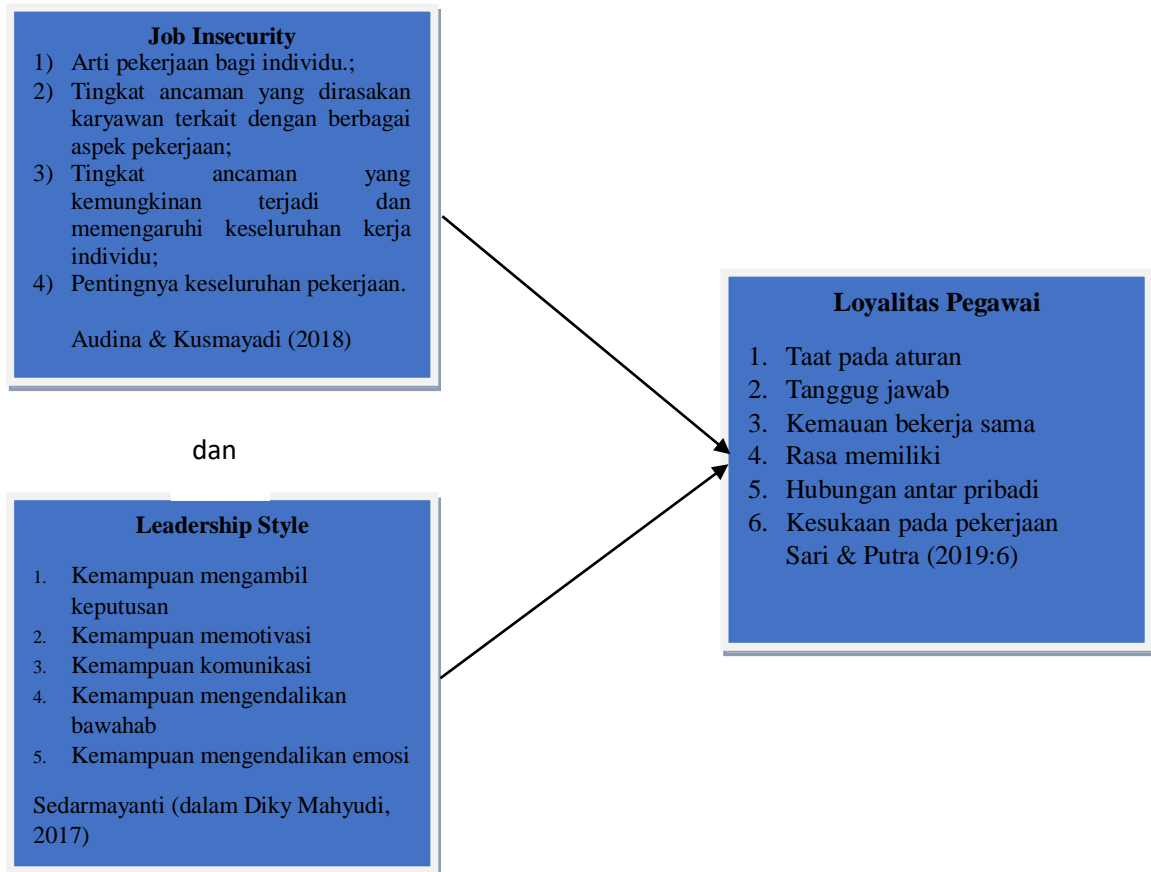 Job Insecurity
1) Arti pekerjaan bagi individu.;
2) Tingkat ancaman yang dirasakan
karyawan terkait dengan berbagai
aspek pekerjaan;
3) Tingkat ancaman yang
kemungkinan terjadi dan
memengaruhi keseluruhan kerja
individu;
4) Pentingnya keseluruhan pekerjaan.
Audina & Kusmayadi (2018)
dan
Leadership Style
1. Kemampuan mengambil
keputusan
2. Kemampuan memotivasi
3. Kemampuan komunikasi
4. Kemampuan mengendalikan
bawahab
5. Kemampuan mengendalikan emosi
Sedarmayanti (dalam Diky Mahyudi,
2017)
Loyalitas Pegawai
1. Taat pada aturan
2. Tanggug jawab
3. Kemauan bekerja sama
4. Rasa memiliki
5. Hubungan antar pribadi
6. Kesukaan pada pekerjaan
Sari & Putra (2019:6)